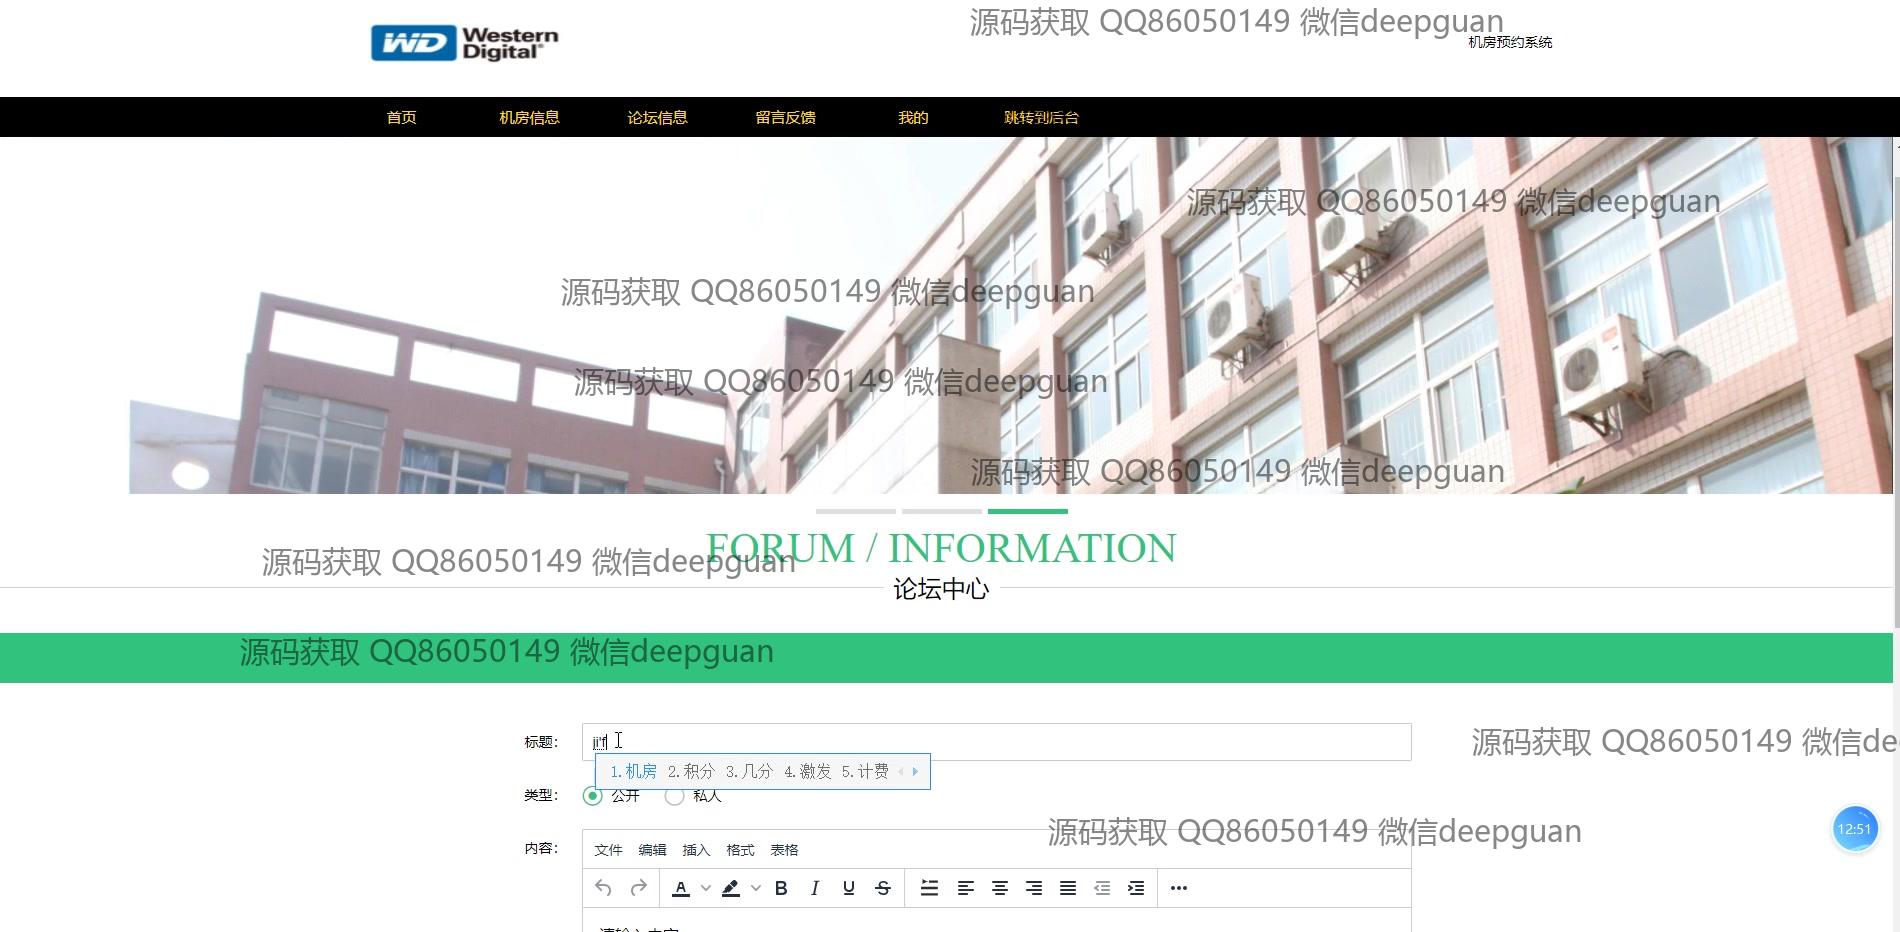 源码获取 QQ86050149 微信deepguan
WD Western Digital
机房预约系统
首页 机房信息 论坛信息 留言反馈 我的 跳转到后台
源码获取 QQ86050149 微信deepguan
源码获取 QQ86050149 微信deepguan
源码获取 QQ86050149 微信deepguan
源码获取 QQ86050149 微信deepguan
FORUM / INFORMATION
源码获取 QQ86050149 微信deepguan
论坛中心
源码获取 QQ86050149 微信deepguan
标题： ji'f
源码获取 QQ86050149 微信de
1.机房 2.积分 3.几分 4.激发 5.计费
类型： 公开 私人
源码获取 QQ86050149 微信deepguan
12:51
内容： 文件 编辑 插入 格式 表格
A B I U S